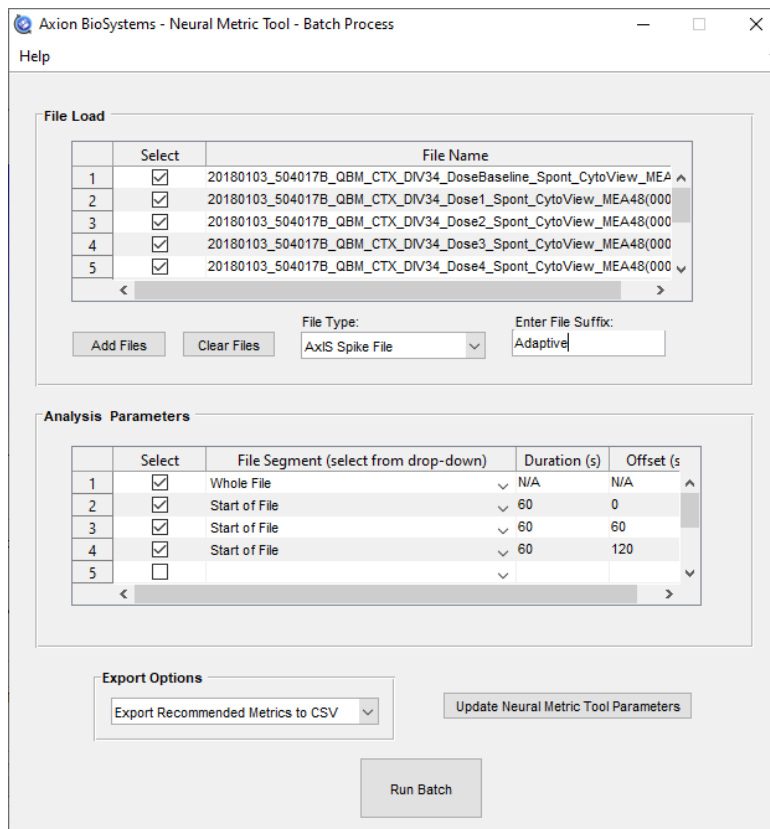 Axion BioSystems - Neural Metric Tool - Batch Process
Help
File Load
Select File Name
1 20180103_504017B_QBM_CTX_DIV34_DoseBaseline_Spont_CytoView_MEA
2 20180103_504017B_QBM_CTX_DIV34_Dose1_Spont_CytoView_MEA48(000
3 20180103_504017B_QBM_CTX_DIV34_Dose2_Spont_CytoView_MEA48(000
4 20180103_504017B_QBM_CTX_DIV34_Dose3_Spont_CytoView_MEA48(000
5 20180103_504017B_QBM_CTX_DIV34_Dose4_Spont_CytoView_MEA48(000
File Type: Enter File Suffix:
Add Files Clear Files AxIS Spike File Adaptive
Analysis Parameters
Select File Segment (select from drop-down) Duration (s) Offset (s
1 Whole File N/A N/A
2 Start of File 60 0
3 Start of File 60 60
4 Start of File 60 120
5
Export Options
Export Recommended Metrics to CSV Update Neural Metric Tool Parameters
Run Batch